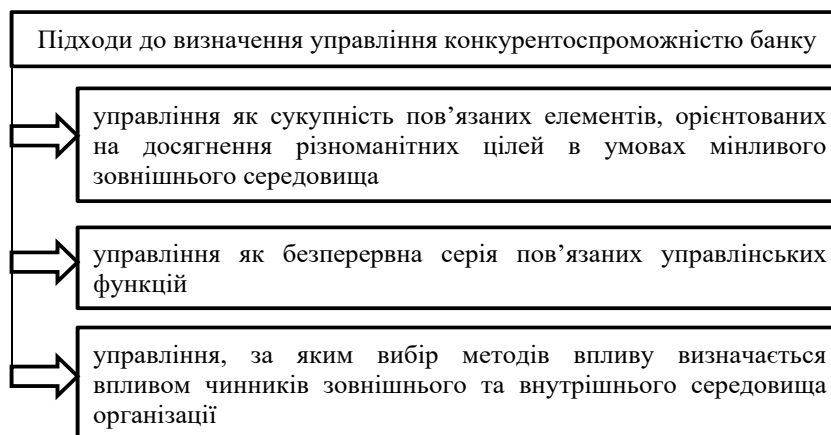 Підходи до визначення управління конкурентоспроможністю банку
управління як сукупність пов’язаних елементів, орієнтованих
на досягнення різноманітних цілей в умовах мінливого
зовнішнього середовища
управління як безперервна серія пов’язаних управлінських
функцій
управління, за яким вибір методів впливу визначається
впливом чинників зовнішнього та внутрішнього середовища
організації